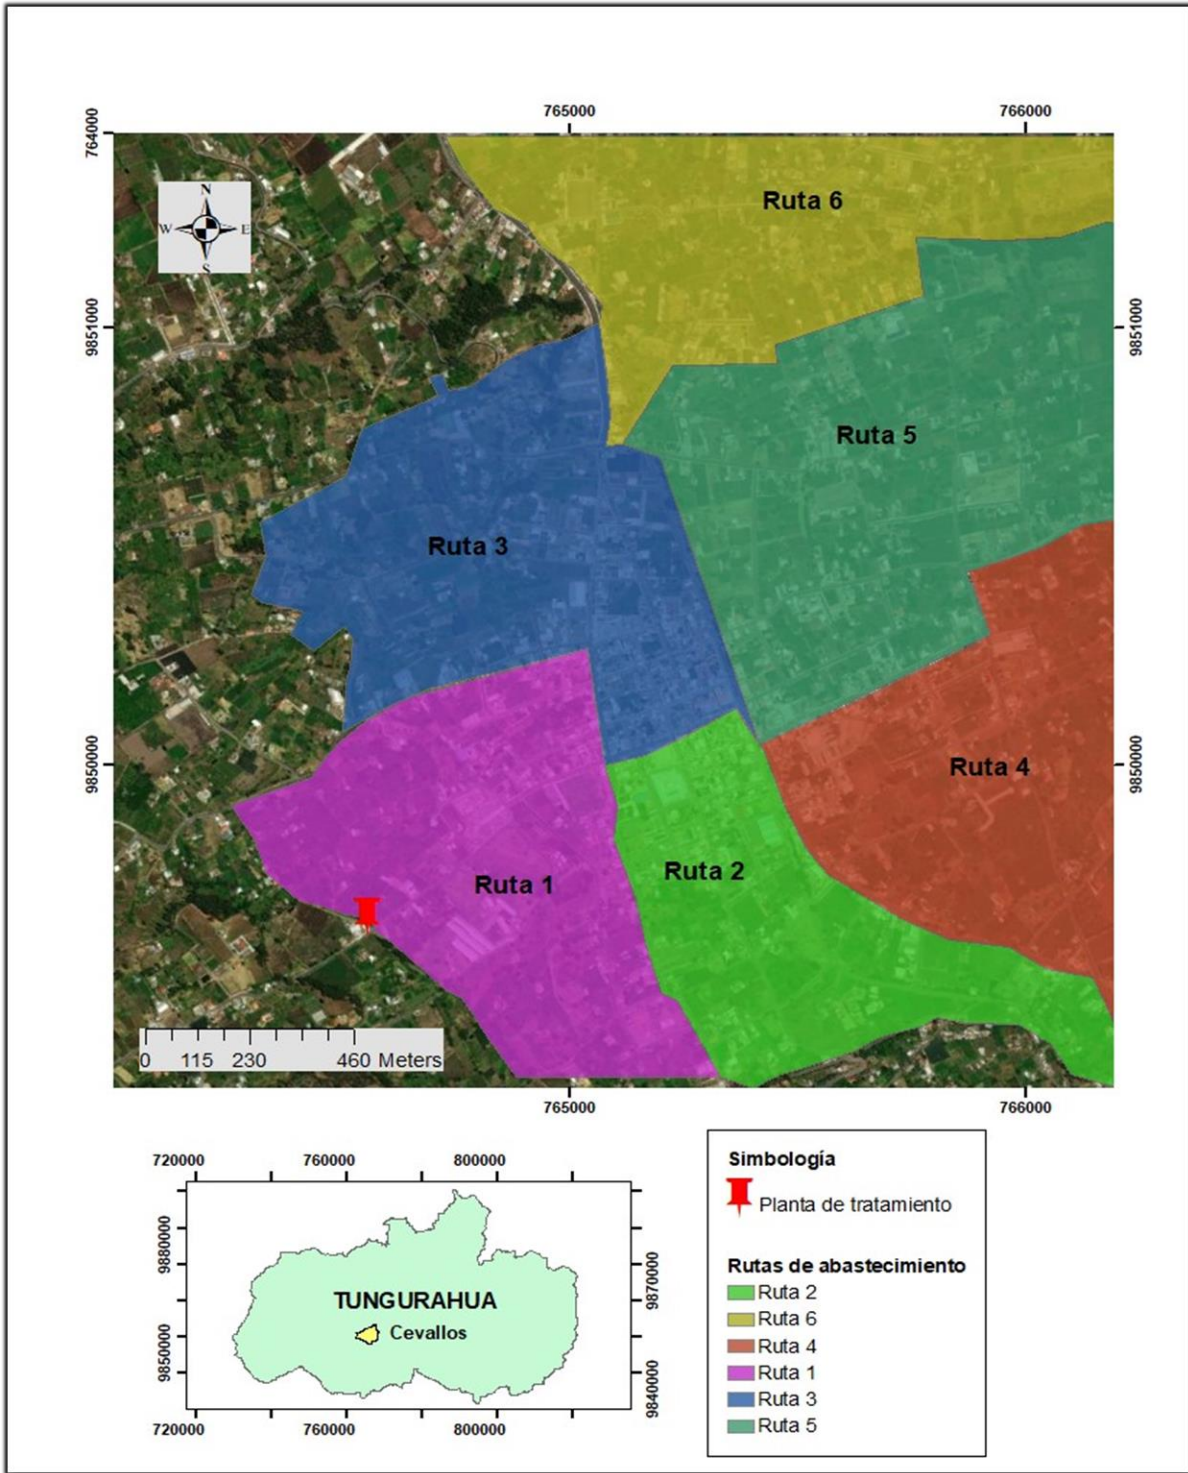 765000 766000
764000
N
W E
S
Ruta 6
9851000 9851000
Ruta 5
Ruta 3
9850000 9850000
Ruta 4
Ruta 2
Ruta 1
0 115 230 460 Meters
765000 766000
720000 760000 800000
9880000
9870000
TUNGURAHUA
Cevallos
9850000
9840000
720000 760000 800000
Simbología
Planta de tratamiento
Rutas de abastecimiento
Ruta 2
Ruta 6
Ruta 4
Ruta 1
Ruta 3
Ruta 5